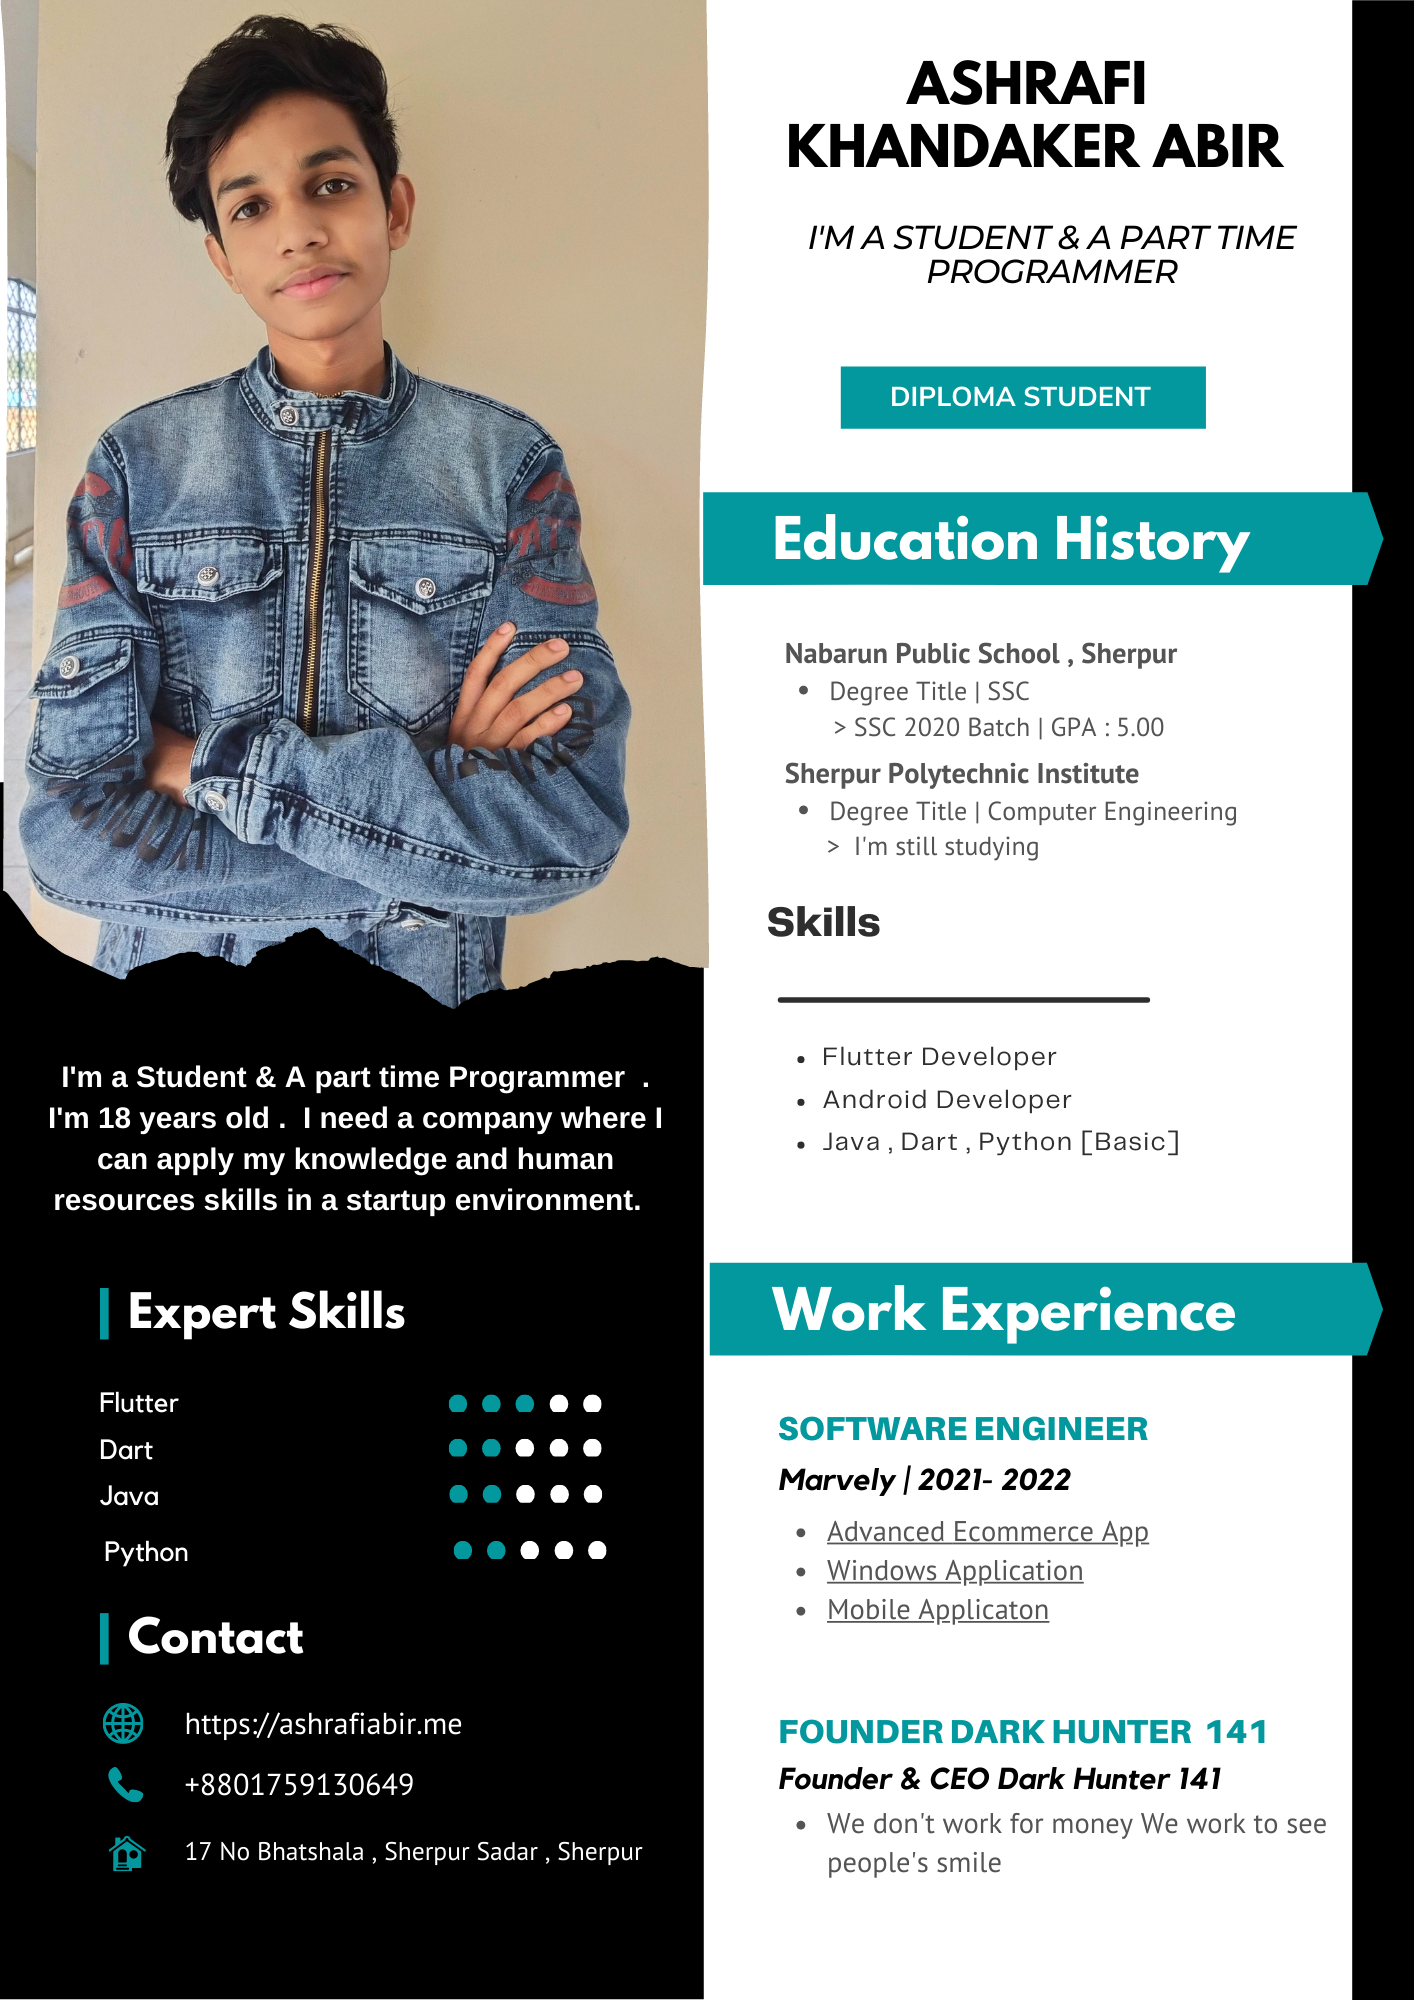 ASHRAFI
KHANDAKER ABIR
I'M A STUDENT & A PART TIME
PROGRAMMER
DIPLOMA STUDENT
Education History
Nabarun Public School , Sherpur
• Degree Title | SSC
> SSC 2020 Batch | GPA : 5.00
Sherpur Polytechnic Institute
• Degree Title | Computer Engineering
> I'm still studying
Skills
• Flutter Developer
• Android Developer
• Java , Dart , Python [Basic]
Work Experience
SOFTWARE ENGINEER
Marvely | 2021- 2022
• Advanced Ecommerce App
• Windows Application
• Mobile Applicaton
FOUNDER DARK HUNTER 141
Founder & CEO Dark Hunter 141
• We don't work for money We work to see
people's smile
I'm a Student & A part time Programmer .
I'm 18 years old . I need a company where I
can apply my knowledge and human
resources skills in a startup environment.
Expert Skills
Flutter
Dart
Java
Python
Contact
https://ashrafiabir.me
+8801759130649
17 No Bhatshala , Sherpur Sadar , Sherpur